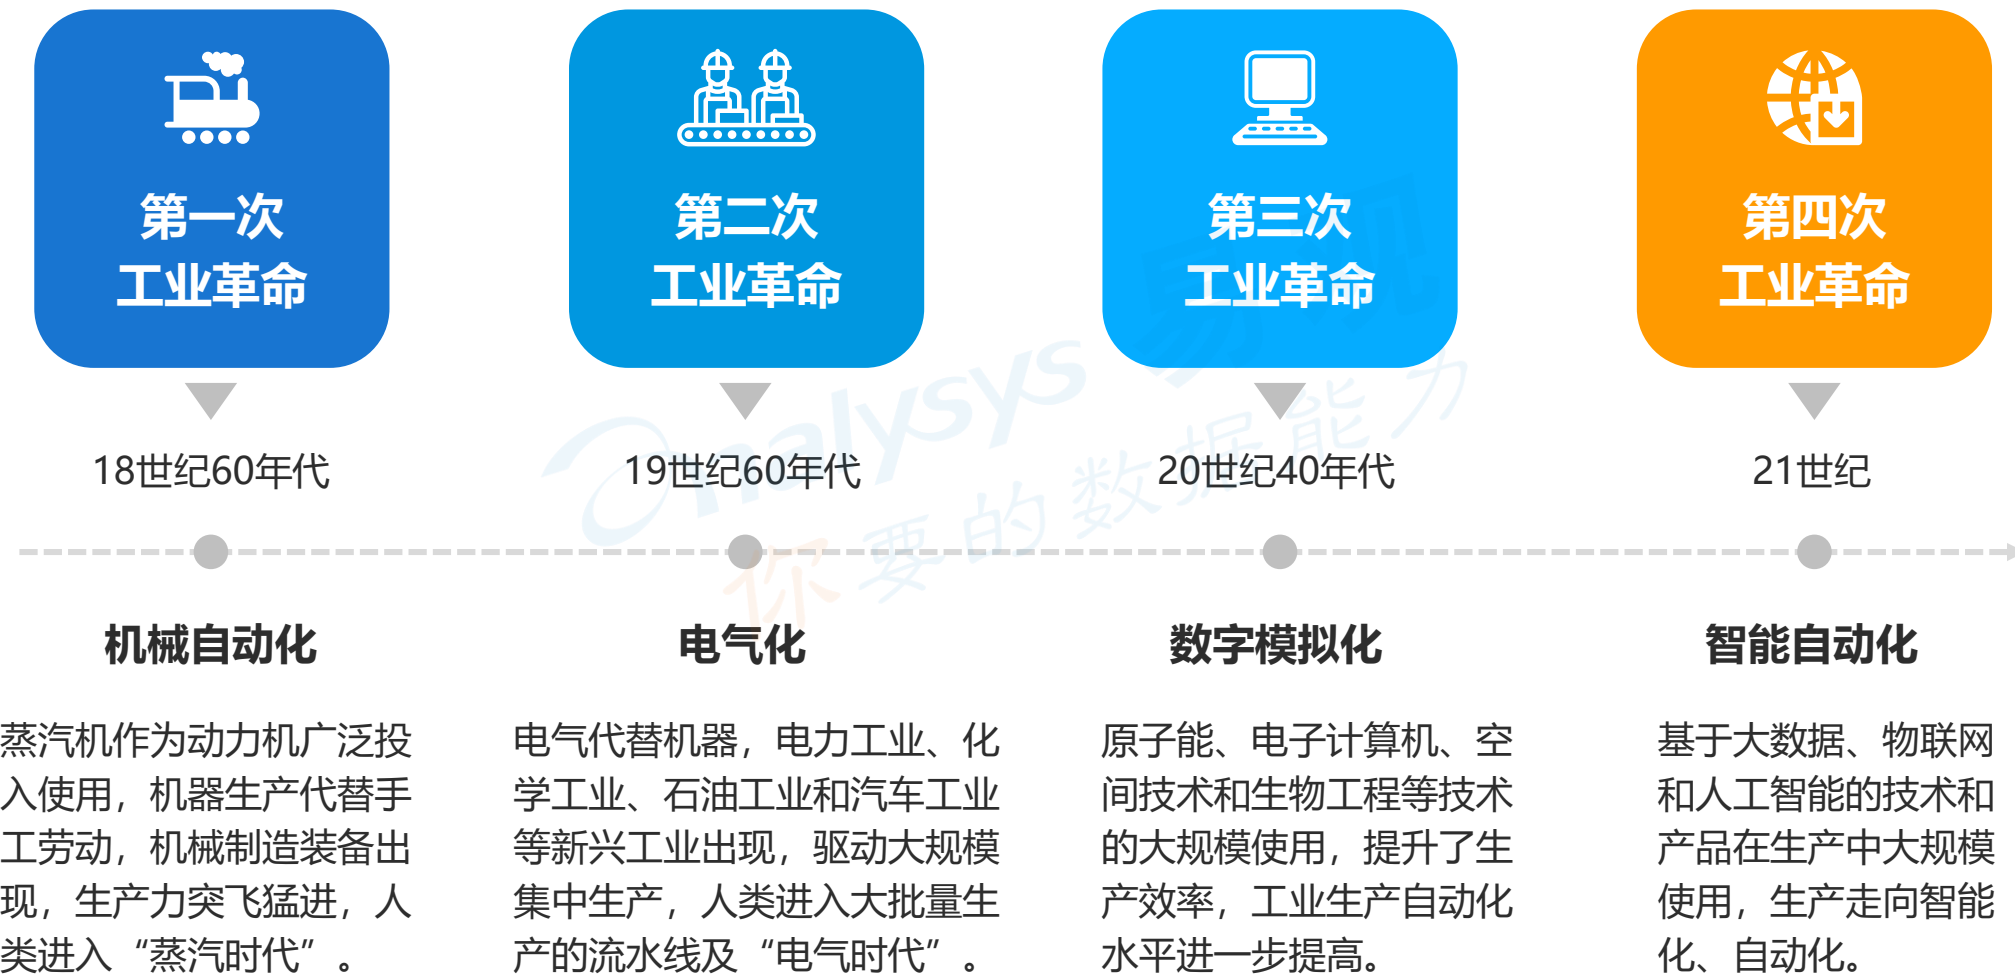 第一次
工业革命
18世纪60年代
机械自动化
蒸汽机作为动力机广泛投
入使用，机器生产代替手
工劳动，机械制造装备出
现，生产力突飞猛进，人
类进入“蒸汽时代”。
第二次
工业革命
19世纪60年代
电气化
电气代替机器，电力工业、化
学工业、石油工业和汽车工业
等新兴工业出现，驱动大规模
集中生产，人类进入大批量生
产的流水线及“电气时代”。
第三次
工业革命
20世纪40年代
数字模拟化
原子能、电子计算机、空
间技术和生物工程等技术
的大规模使用，提升了生
产效率，工业生产自动化
水平进一步提高。
第四次
工业革命
21世纪
智能自动化
基于大数据、物联网
和人工智能的技术和
产品在生产中大规模
使用，生产走向智能
化、自动化。
analysys 易观
你要的数据能力